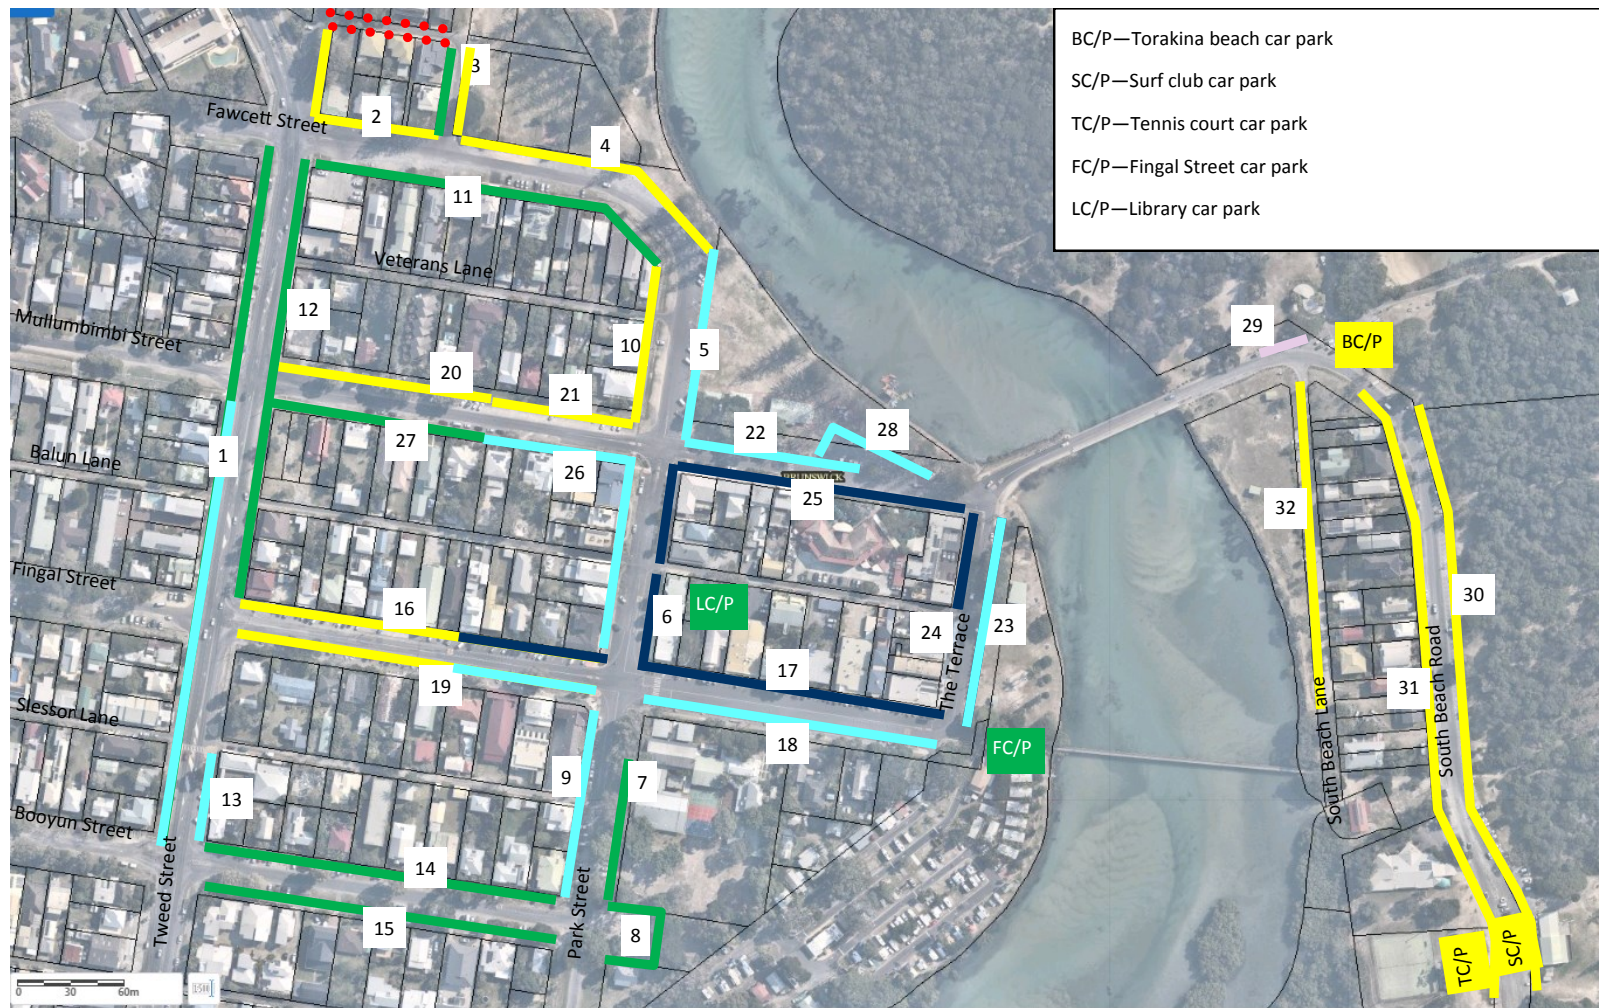 BC/P—Torakina beach car park
SC/P—Surf club car park
TC/P—Tennis court car park
FC/P—Fingal Street car park
LC/P—Library car park
3
Fawcett Street
2
4
11
Veterans Lane
12
Mullumbimbi Street
10
5
29
BC/P
20
21
22
28
27
1
Balun Lane
26
BRUNSWICK
25
32
Fingal Street
16
6
LC/P
24
23
30
The Terrace
17
19
31
South Beach Road
Slessor Lane
18
FC/P
South Beach Lane
9
7
13
Booyun Street
Tweed Street
14
15
Park Street
8
TC/P
SC/P
0 30 60m